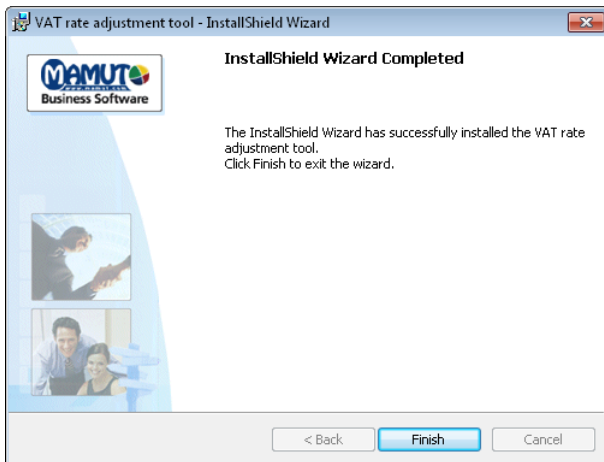 VAT rate adjustment tool - InstallShield Wizard
MAMUT
www.mamut.com
Business Software
InstallShield Wizard Completed
The InstallShield Wizard has successfully installed the VAT rate
adjustment tool.
Click Finish to exit the wizard.
< Back
Finish
Cancel